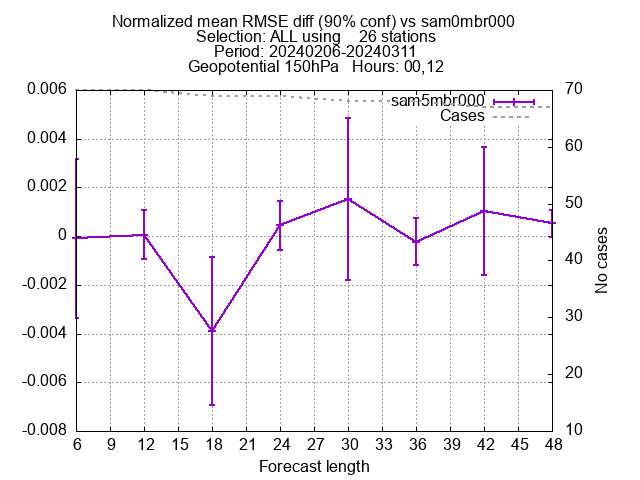 Normalized mean RMSE diff (90% conf) vs sam0mbr000
Selection: ALL using    26 stations
Period: 20240206-20240311
Geopotential 150hPa   Hours: 00,12
sam5mbr000
Cases
0.006
0.004
0.002
0
-0.002
-0.004
-0.006
-0.008
70
60
50
40
30
20
10
No cases
6 9 12 15 18 21 24 27 30 33 36 39 42 45 48
Forecast length